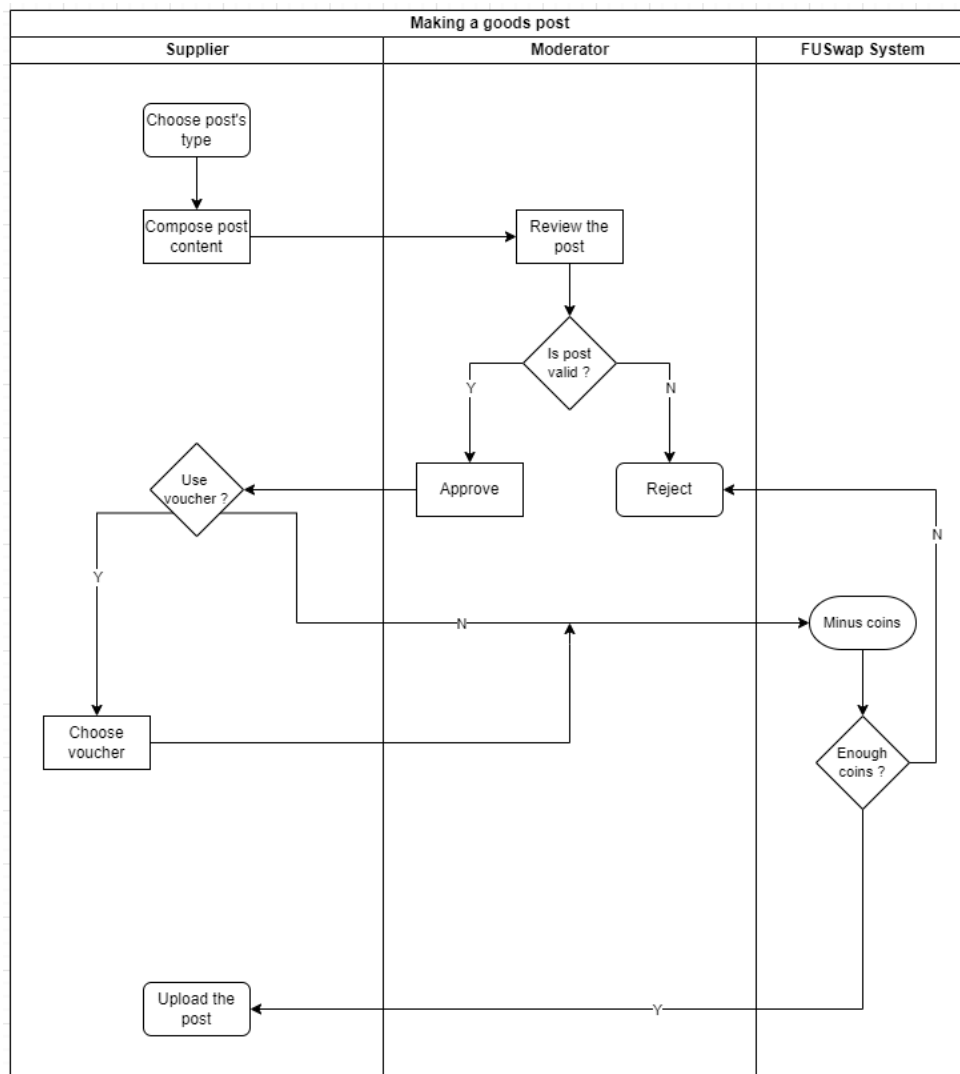 Making a goods post
Supplier
Moderator
FUSwap System
Choose post's
type
Compose post
content
Review the
post
Is post
valid ?
Y
N
Use
voucher ?
Approve
Reject
N
Y
N
Minus coins
Choose
voucher
Enough
coins ?
Upload the
post
Y